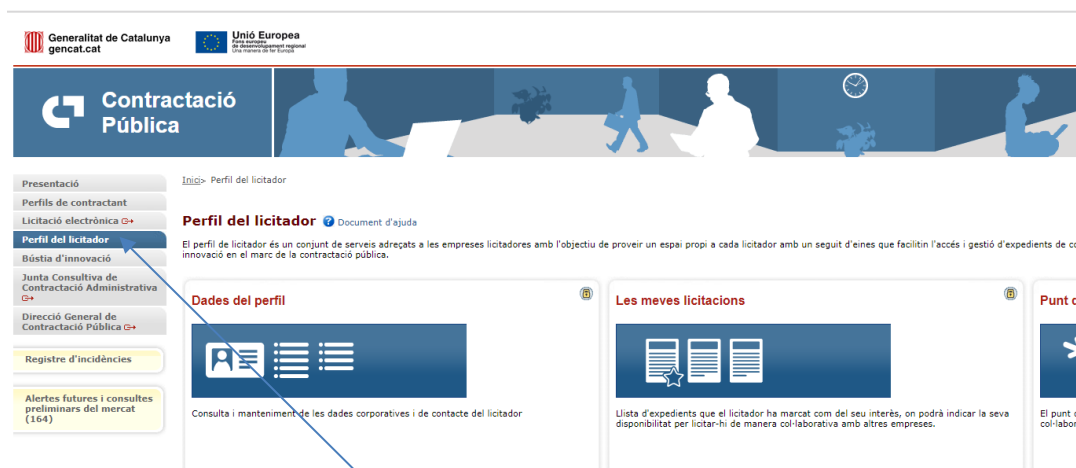 Generalitat de Catalunya
gencat.cat
Unió Europea
Fons europeu
de desenvolupament regional
Una manera de fer Europa
Contractació
Pública
Presentació
Perfils de contractant
Licitació electrònica
Perfil del licitador
Bústia d'innovació
Junta Consultiva de
Contractació Administrativa
Direcció General de
Contractació Pública
Registre d'incidències
Alertes futures i consultes
preliminars del mercat
(164)
Inici> Perfil del licitador
Perfil del licitador ? Document d'ajuda
El perfil de licitador és un conjunt de serveis adreçats a les empreses licitadores amb l'objectiu de proveir un espai propi a cada licitador amb un seguit d'eines que facilitin l'accés i gestió d'expedients de co
innovació en el marc de la contractació pública.
Dades del perfil
Consulta i manteniment de les dades corporatives i de contacte del licitador
Les meves licitacions
Llista d'expedients que el licitador ha marcat com del seu interès, on podrà indicar la seva
disponibilitat per licitar-hi de manera col·laborativa amb altres empreses.
Punt d
El punt d
col·labor